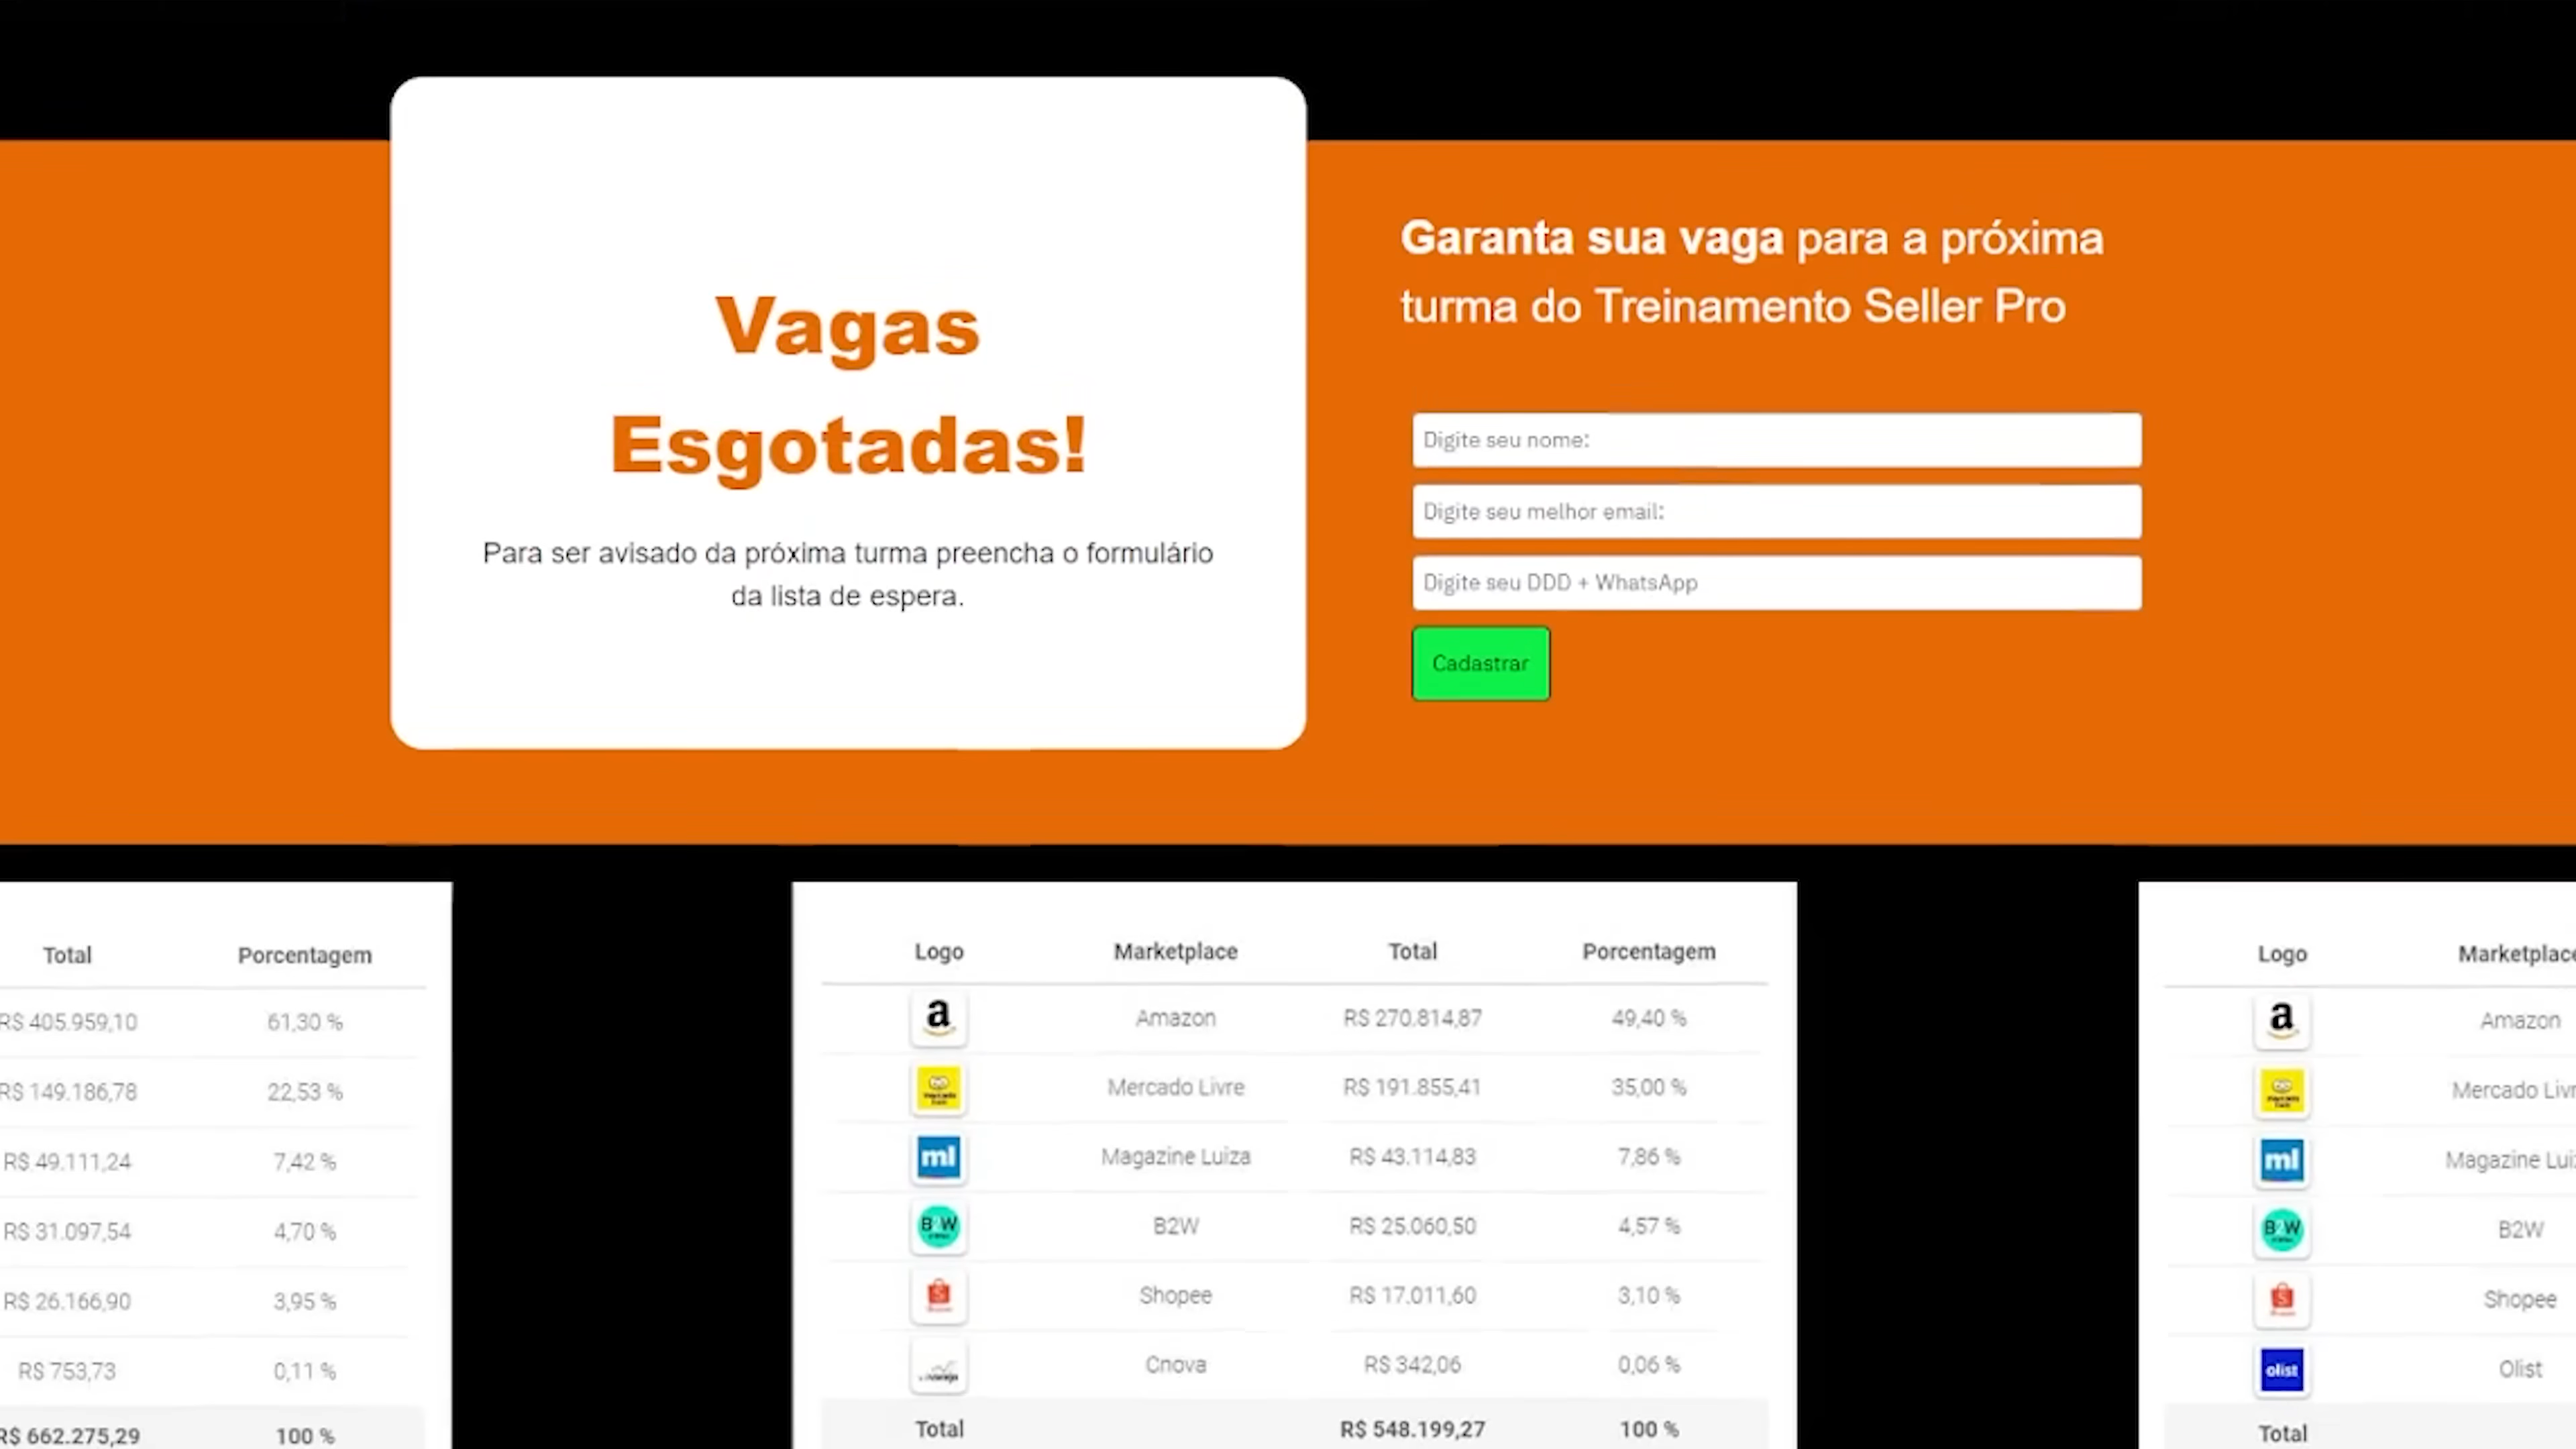 Vagas
Esgotadas!
Para ser avisado da próxima turma preencha o formulário
da lista de espera.
Garanta sua vaga para a próxima
turma do Treinamento Seller Pro
Digite seu nome:
Digite seu melhor email:
Digite seu DDD + WhatsApp
Cadastrar
Total Porcentagem
R$ 405.959,10 61,30 %
R$ 149.186,78 22,53 %
R$ 49.111,24 7,42 %
R$ 31.097,54 4,70 %
R$ 26.166,90 3,95 %
R$ 753,73 0,11 %
R$ 662.275,29 100 %
Logo Marketplace Total Porcentagem
a Amazon R$ 270.814,87 49,40 %
Mercado Livre R$ 191.855,41 35,00 %
ml Magazine Luiza R$ 43.114,83 7,86 %
B2W B2W R$ 25.060,50 4,57 %
S Shopee R$ 17.011,60 3,10 %
Cnova R$ 342,06 0,06 %
Total R$ 548.199,27 100 %
Logo Marketplace
a Amazon
Mercado Livr
ml Magazine Lui
B2W B2W
S Shopee
olist Olist
Total